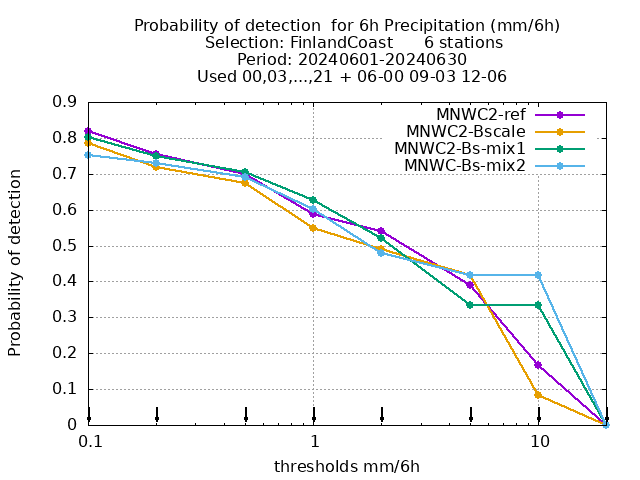 Probability of detection  for 6h Precipitation (mm/6h)
Selection: FinlandCoast      6 stations
Period: 20240601-20240630
Used 00,03,...,21 + 06-00 09-03 12-06
MNWC2-ref
MNWC2-Bscale
MNWC2-Bs-mix1
MNWC-Bs-mix2
Probability of detection
0.9
0.8
0.7
0.6
0.5
0.4
0.3
0.2
0.1
0
0.1
1
10
thresholds mm/6h